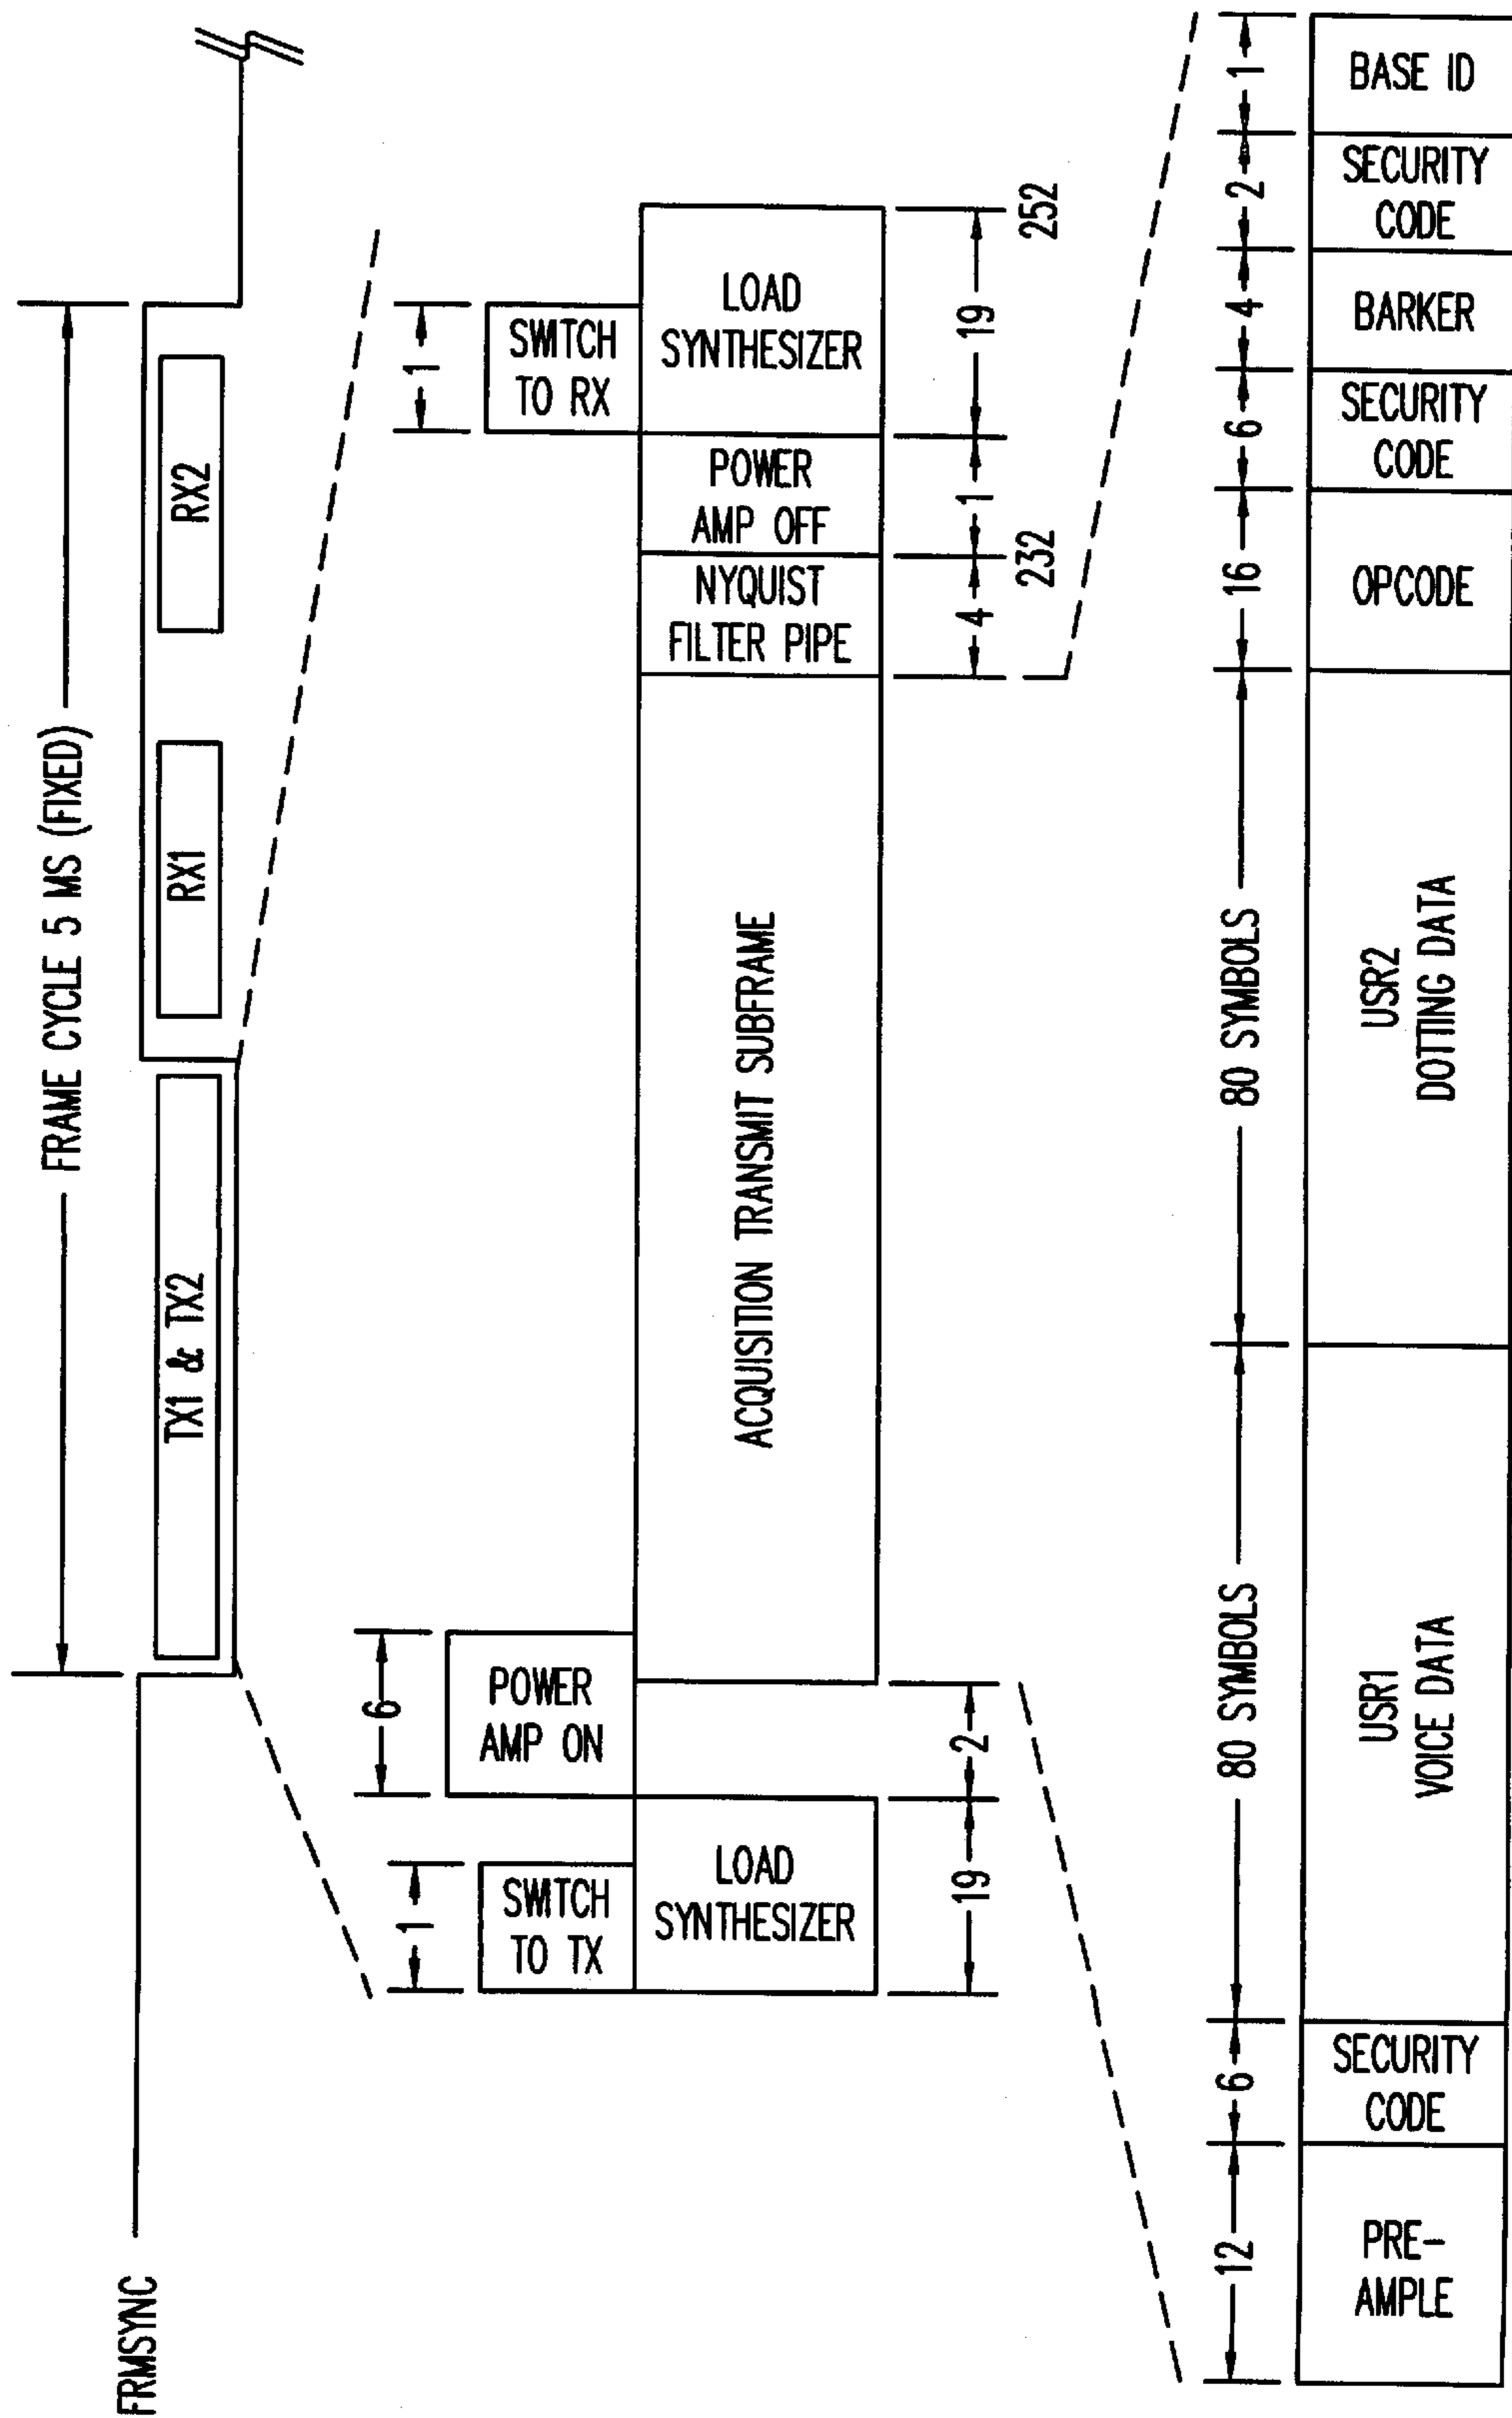 FRAME CYCLE 5 MS (FIXED)
FRMSYNC
TX1 & TX2
RX1
RX2
1
6
1
SWITCH
TO TX
POWER
AMP ON
SWITCH
TO RX
LOAD
SYNTHESIZER
ACQUISITION TRANSMIT SUBFRAME
NYQUIST
FILTER PIPE
POWER
AMP OFF
LOAD
SYNTHESIZER
19
2
4
1
19
232
252
12
6
80 SYMBOLS
80 SYMBOLS
16
6
4
2
1
PRE-
AMPLE
SECURITY
CODE
USR1
VOICE DATA
USR2
DOTTING DATA
OPCODE
SECURITY
CODE
BARKER
SECURITY
CODE
BASE ID